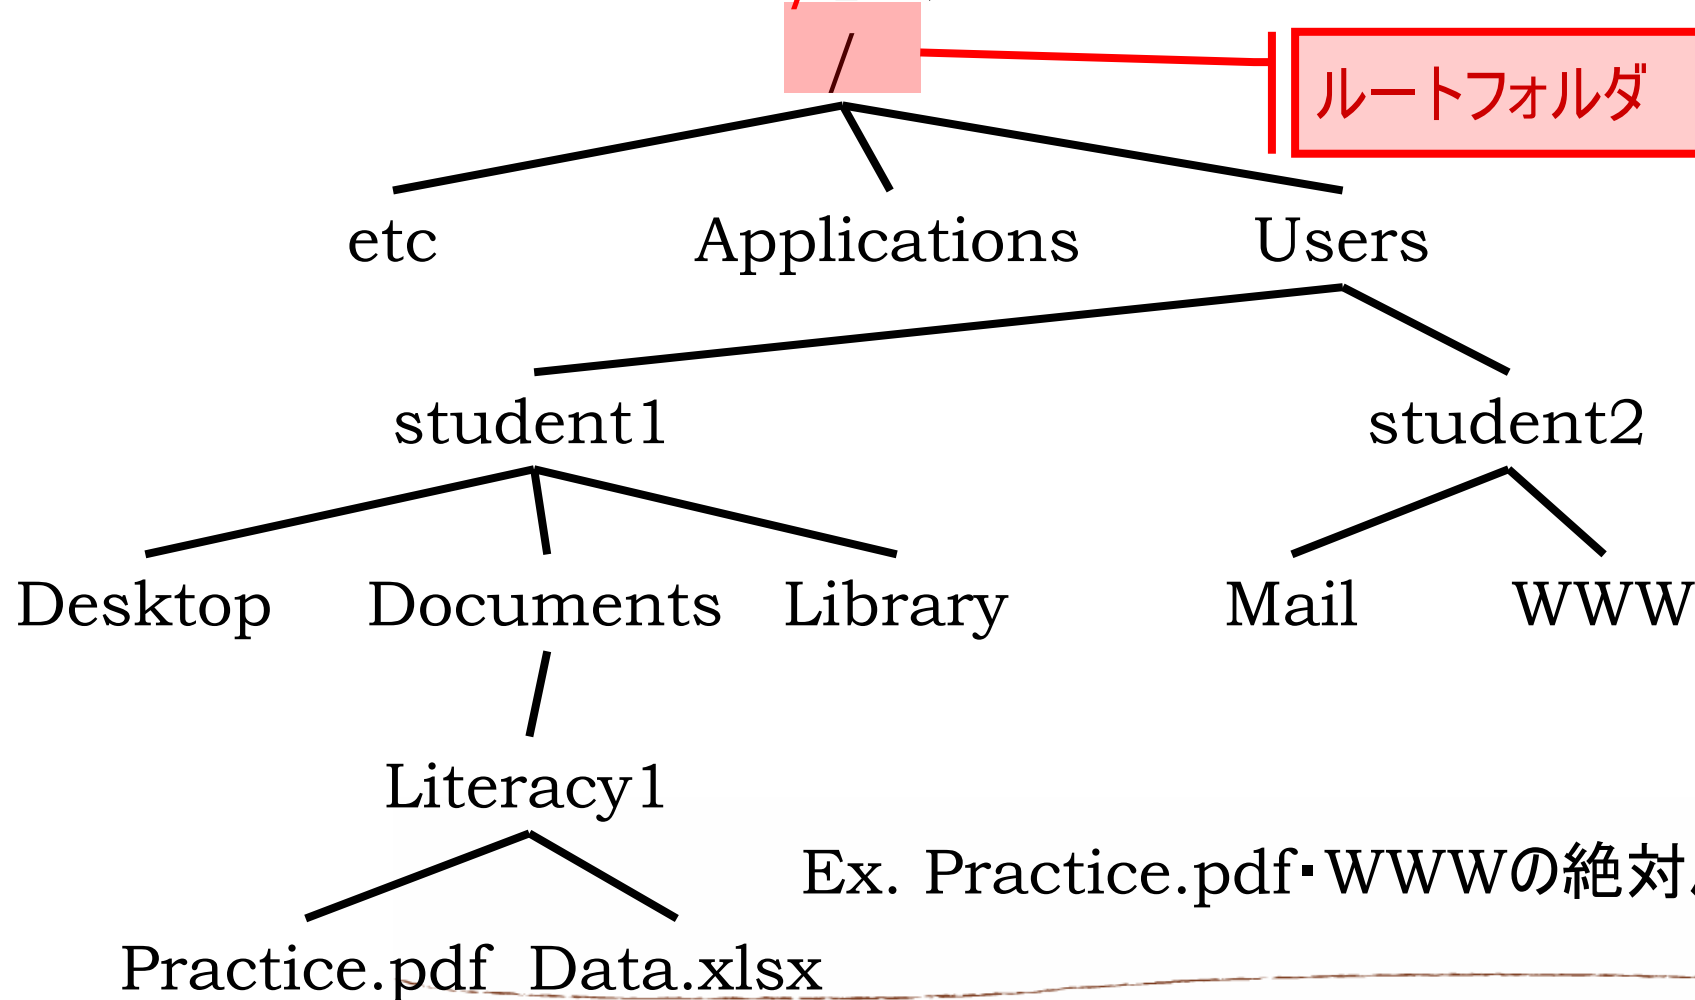 /
ルートフォルダ
etc Applications Users
student1 student2
Desktop Documents Library Mail WWW
Literacy1
Ex. Practice.pdf・WWWの絶対
Practice.pdf Data.xlsx